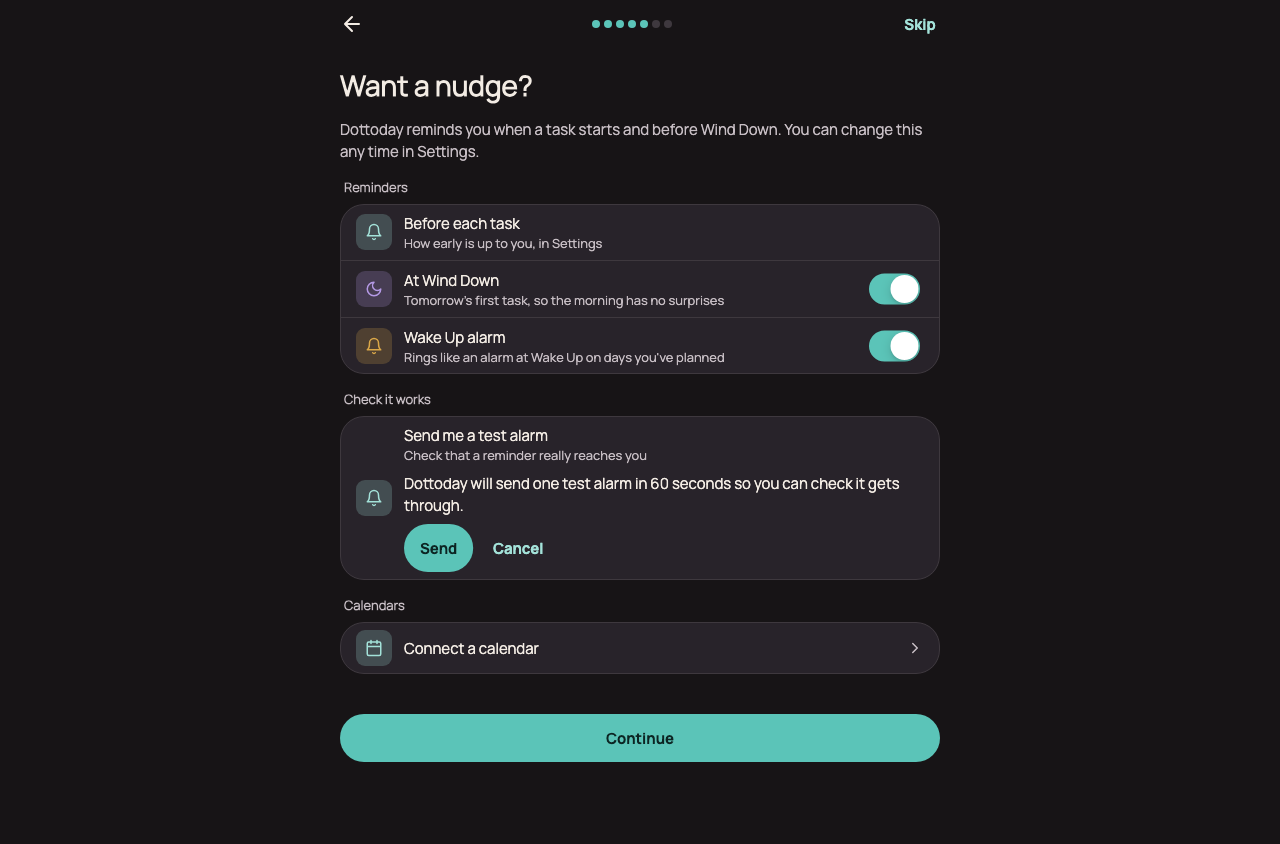 Skip
Want a nudge?
Dottoday reminds you when a task starts and before Wind Down. You can change this
any time in Settings.
Reminders
Before each task
How early is up to you, in Settings
At Wind Down
Tomorrow's first task, so the morning has no surprises
Wake Up alarm
Rings like an alarm at Wake Up on days you've planned
Check it works
Send me a test alarm
Check that a reminder really reaches you
Dottoday will send one test alarm in 60 seconds so you can check it gets
through.
Send Cancel
Calendars
Connect a calendar
Continue